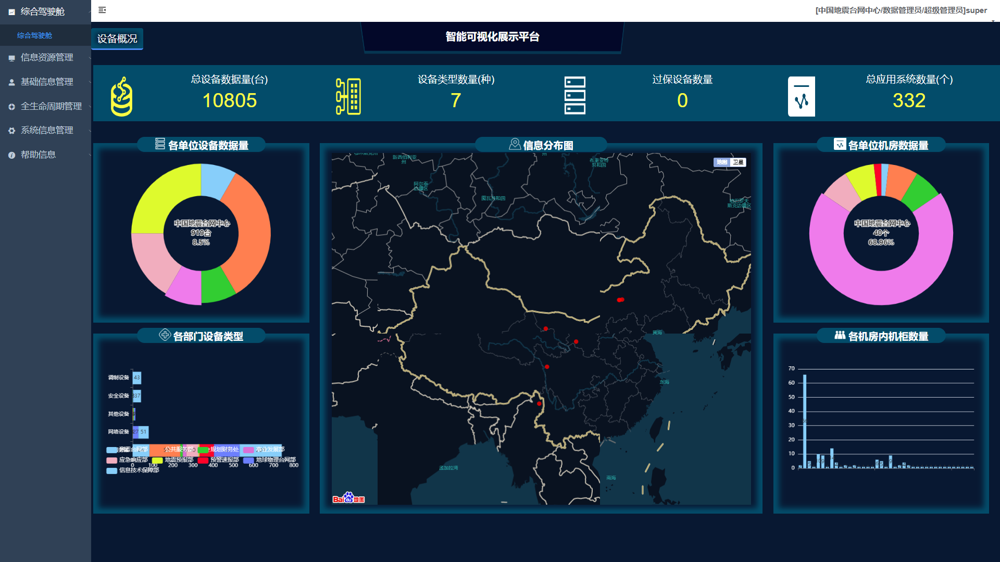 综合驾驶舱
[中国地震台网中心/数据管理员/超级管理员]super
综合驾驶舱
信息资源管理
基础信息管理
全生命周期管理
系统信息管理
帮助信息
设备概况
智能可视化展示平台
总设备数据量(台)
10805
设备类型数量(种)
7
过保设备数量
0
总应用系统数量(个)
332
各单位设备数据量
中国地震台网中心
919台
8.5%
各部门设备类型
调制设备
43
安全设备
337
其他设备
网络设备
27 51
地震台网部
公共服务部
规划财务处
事业发展部
应急响应部
地震预报部
预警速报部
地球物理台网部
信息技术保障部
0 100 200 300 400 500 600 700 800
信息分布图
地图 卫星
新西伯利亚
州
州
布里亚特
共和国
阿尔泰
边疆区
图瓦共和国
哈巴罗夫
斯克边疆区
黄海
东海
孟加拉湾
南海
Bai du 地图
各单位机房数据量
中国地震台网中心
40个
68.96%
各机房内机柜数量
70
60
50
40
30
20
10
0